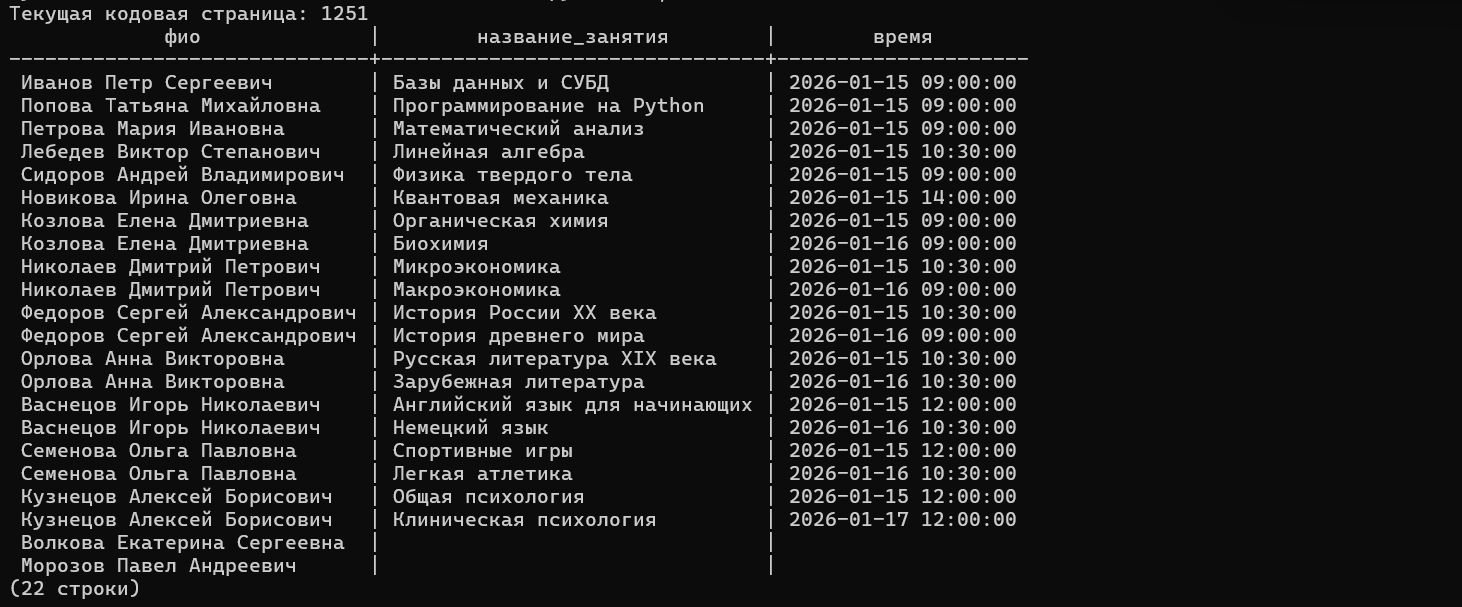 Текущая кодовая страница: 1251
фио | название_занятия | время
------------------------------+--------------------------------+---------------------
Иванов Петр Сергеевич | Базы данных и СУБД | 2026-01-15 09:00:00
Попова Татьяна Михайловна | Программирование на Python | 2026-01-15 09:00:00
Петрова Мария Ивановна | Математический анализ | 2026-01-15 09:00:00
Лебедев Виктор Степанович | Линейная алгебра | 2026-01-15 10:30:00
Сидоров Андрей Владимирович | Физика твердого тела | 2026-01-15 09:00:00
Новикова Ирина Олеговна | Квантовая механика | 2026-01-15 14:00:00
Козлова Елена Дмитриевна | Органическая химия | 2026-01-15 09:00:00
Козлова Елена Дмитриевна | Биохимия | 2026-01-16 09:00:00
Николаев Дмитрий Петрович | Микроэкономика | 2026-01-15 10:30:00
Николаев Дмитрий Петрович | Макроэкономика | 2026-01-16 09:00:00
Федоров Сергей Александрович | История России XX века | 2026-01-15 10:30:00
Федоров Сергей Александрович | История древнего мира | 2026-01-16 09:00:00
Орлова Анна Викторовна | Русская литература XIX века | 2026-01-15 10:30:00
Орлова Анна Викторовна | Зарубежная литература | 2026-01-16 10:30:00
Васнецов Игорь Николаевич | Английский язык для начинающих | 2026-01-15 12:00:00
Васнецов Игорь Николаевич | Немецкий язык | 2026-01-16 10:30:00
Семенова Ольга Павловна | Спортивные игры | 2026-01-15 12:00:00
Семенова Ольга Павловна | Легкая атлетика | 2026-01-16 10:30:00
Кузнецов Алексей Борисович | Общая психология | 2026-01-15 12:00:00
Кузнецов Алексей Борисович | Клиническая психология | 2026-01-17 12:00:00
Волкова Екатерина Сергеевна | |
Морозов Павел Андреевич | |
(22 строки)